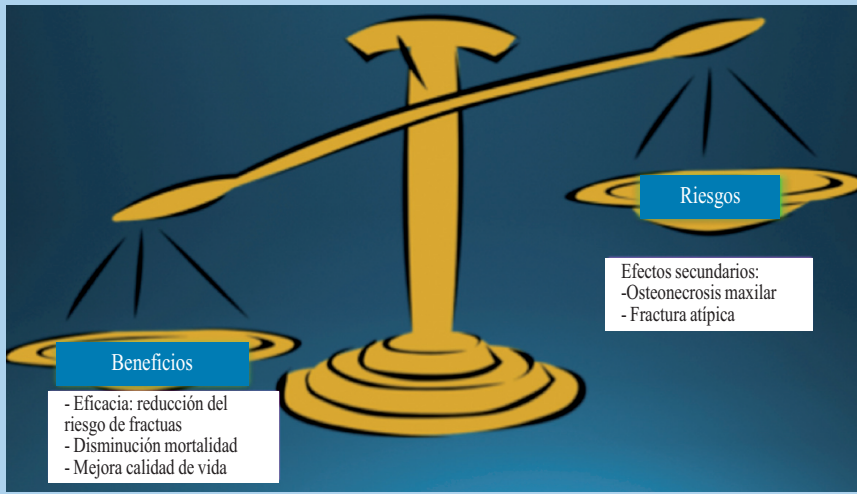 Riesgos
Efectos secundarios:
-Osteonecrosis maxilar
- Fractura atípica
Beneficios
- Eficacia: reducción del
riesgo de fractuas
- Disminución mortalidad
- Mejora calidad de vida